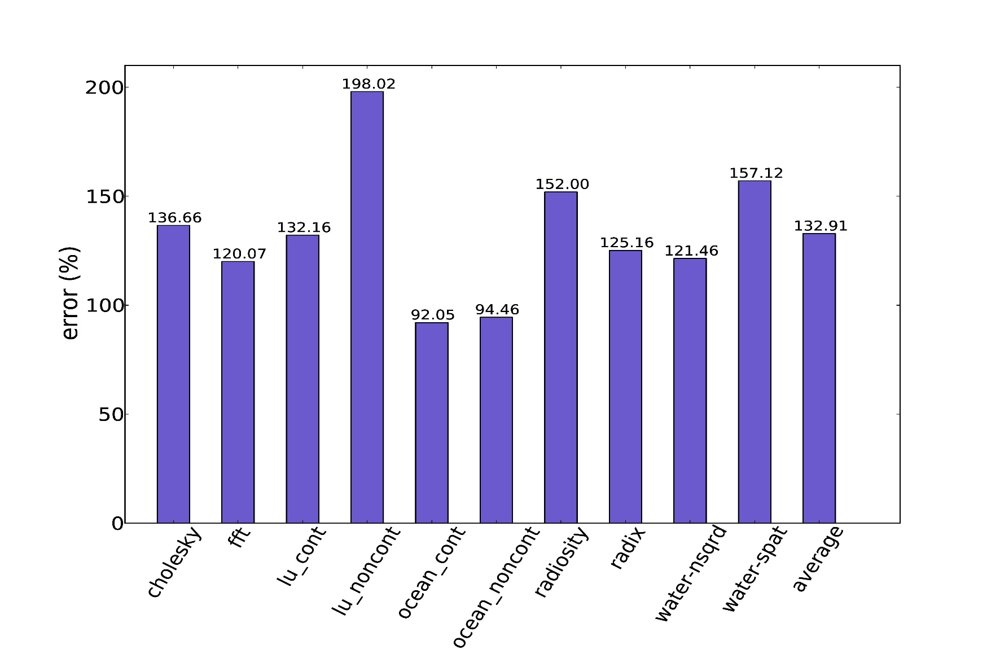 error (%)
200
150
100
50
0
136.66
120.07
132.16
198.02
92.05
94.46
152.00
125.16
121.46
157.12
132.91
cholesky
fft
lu_cont
lu_noncont
ocean_cont
ocean_noncont
radiosity
radix
water-nsqrd
water-spat
average